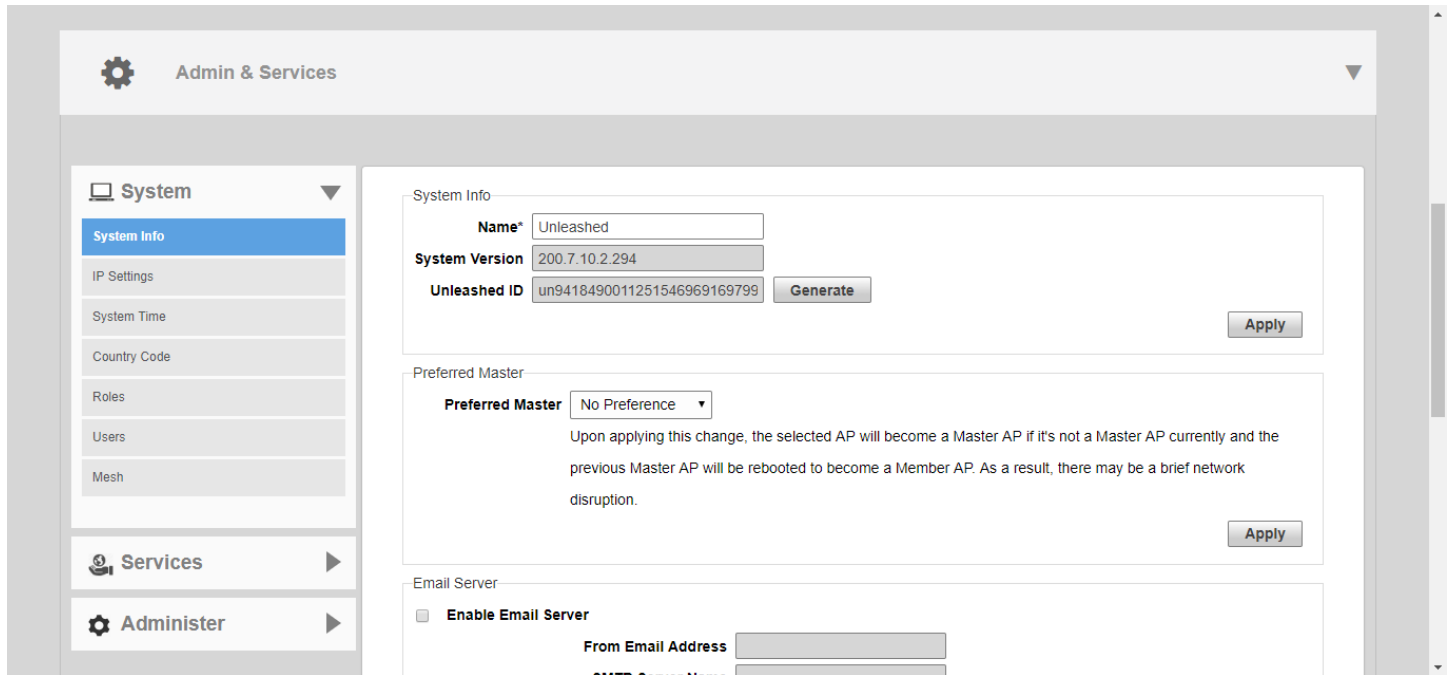 Admin & Services
System
System Info
IP Settings
System Time
Country Code
Roles
Users
Mesh
Services
Administer
System Info
Name* Unleashed
System Version 200.7.10.2.294
Unleashed ID un9418490011251546969169799 Generate
Apply
Preferred Master
Preferred Master No Preference
Upon applying this change, the selected AP will become a Master AP if it's not a Master AP currently and the
previous Master AP will be rebooted to become a Member AP. As a result, there may be a brief network
disruption.
Apply
Email Server
Enable Email Server
From Email Address
SMTP Server Name